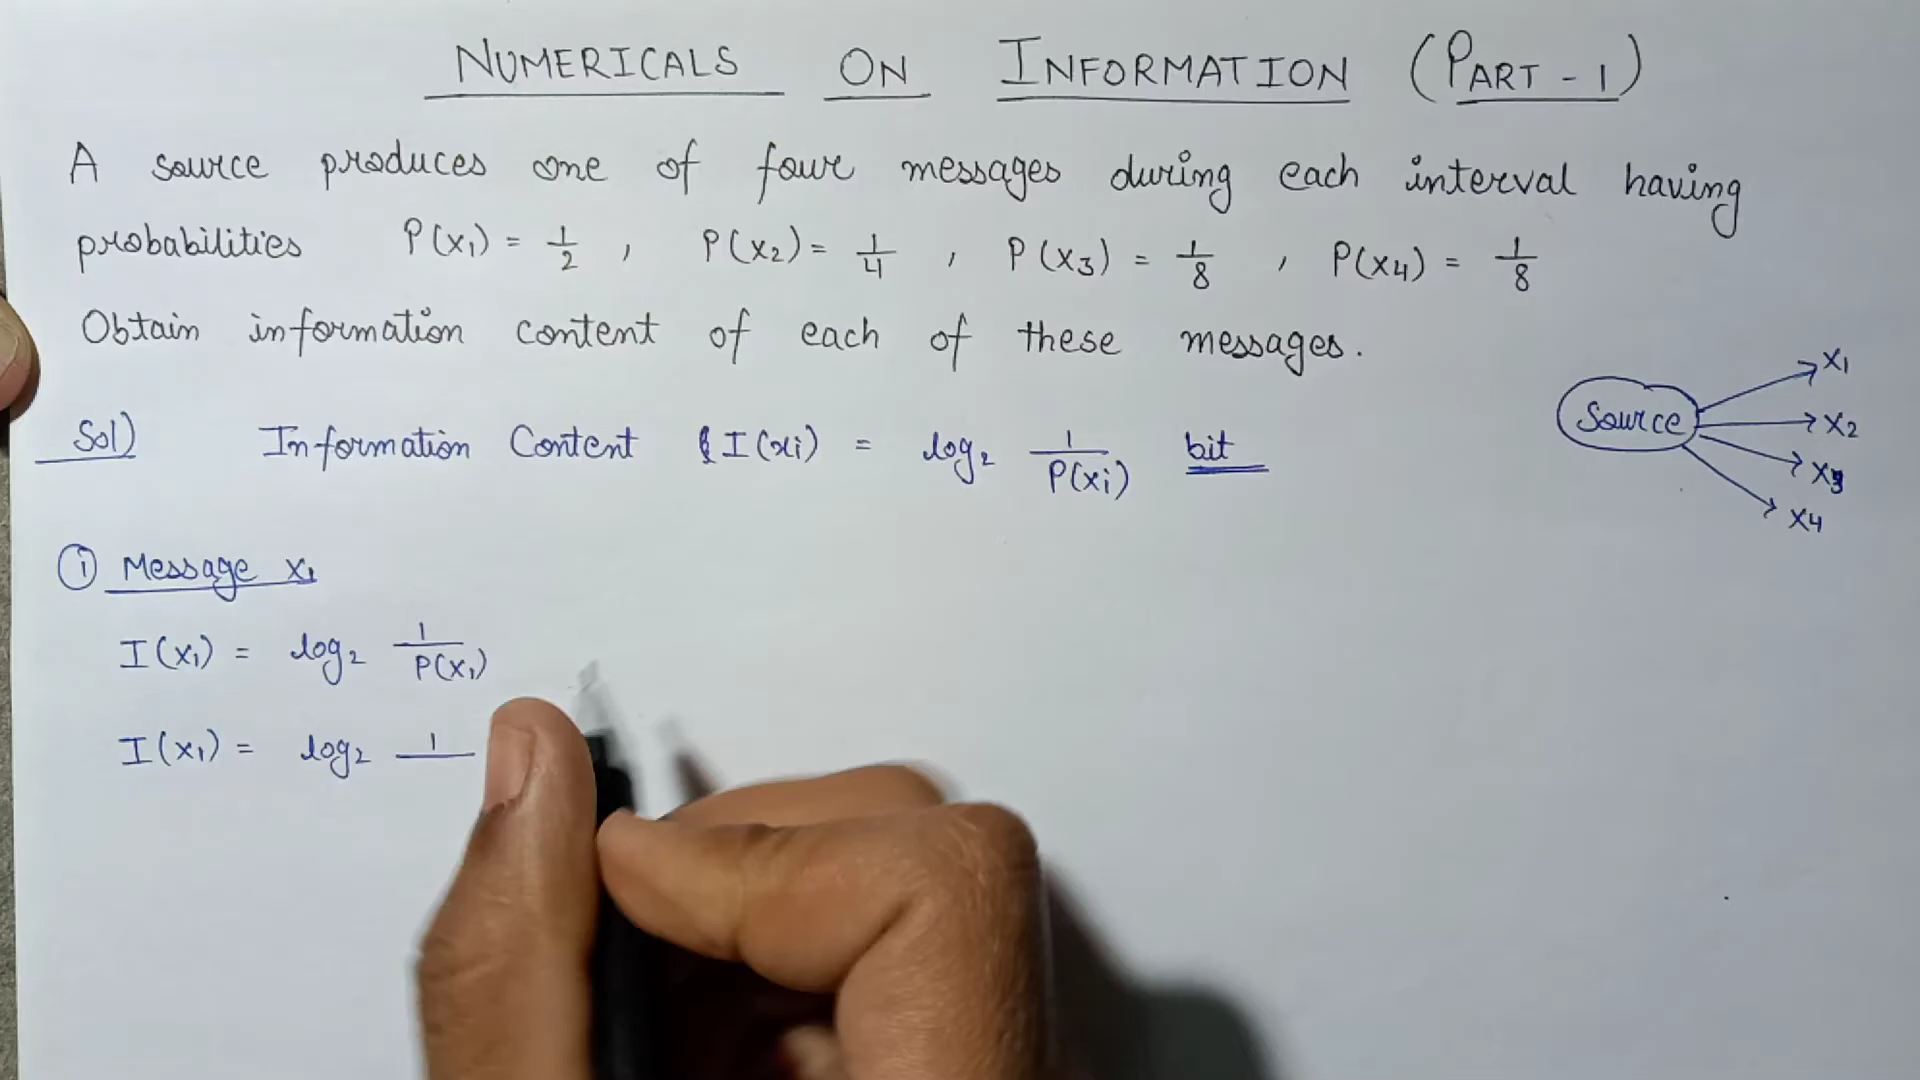 NUMERICALS ON INFORMATION (PART - 1)
A source produces one of four messages during each interval having
probabilities P(x1) = 1/2 , P(x2) = 1/4 , P(x3) = 1/8 , P(x4) = 1/8
Obtain information content of each of these messages.
Sol) Information Content I(xi) = log2 1/P(xi) bit
Source
x1
x2
x3
x4
① Message x1
I(x1) = log2 1/P(x1)
I(x1) = log2 1